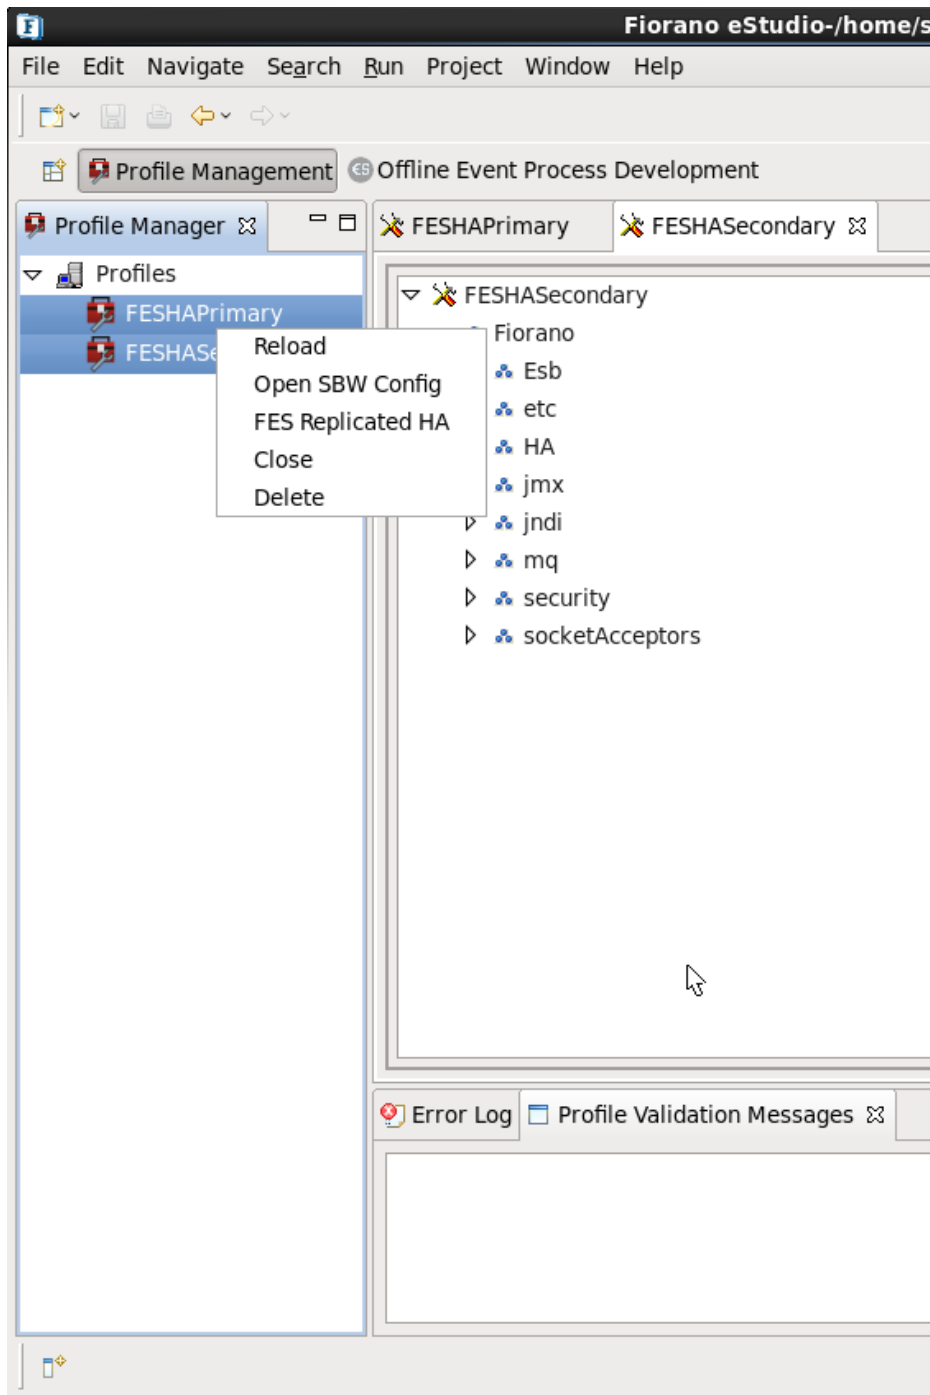 Fiorano eStudio-/home/s
File Edit Navigate Search Run Project Window Help
Profile Management Offline Event Process Development
Profile Manager
Profiles
FESHAPrimary
FESHASe
Reload
Open SBW Config
FES Replicated HA
Close
Delete
FESHAPrimary FESHASecondary
FESHASecondary
Fiorano
Esb
etc
HA
jmx
jndi
mq
security
socketAcceptors
Error Log Profile Validation Messages